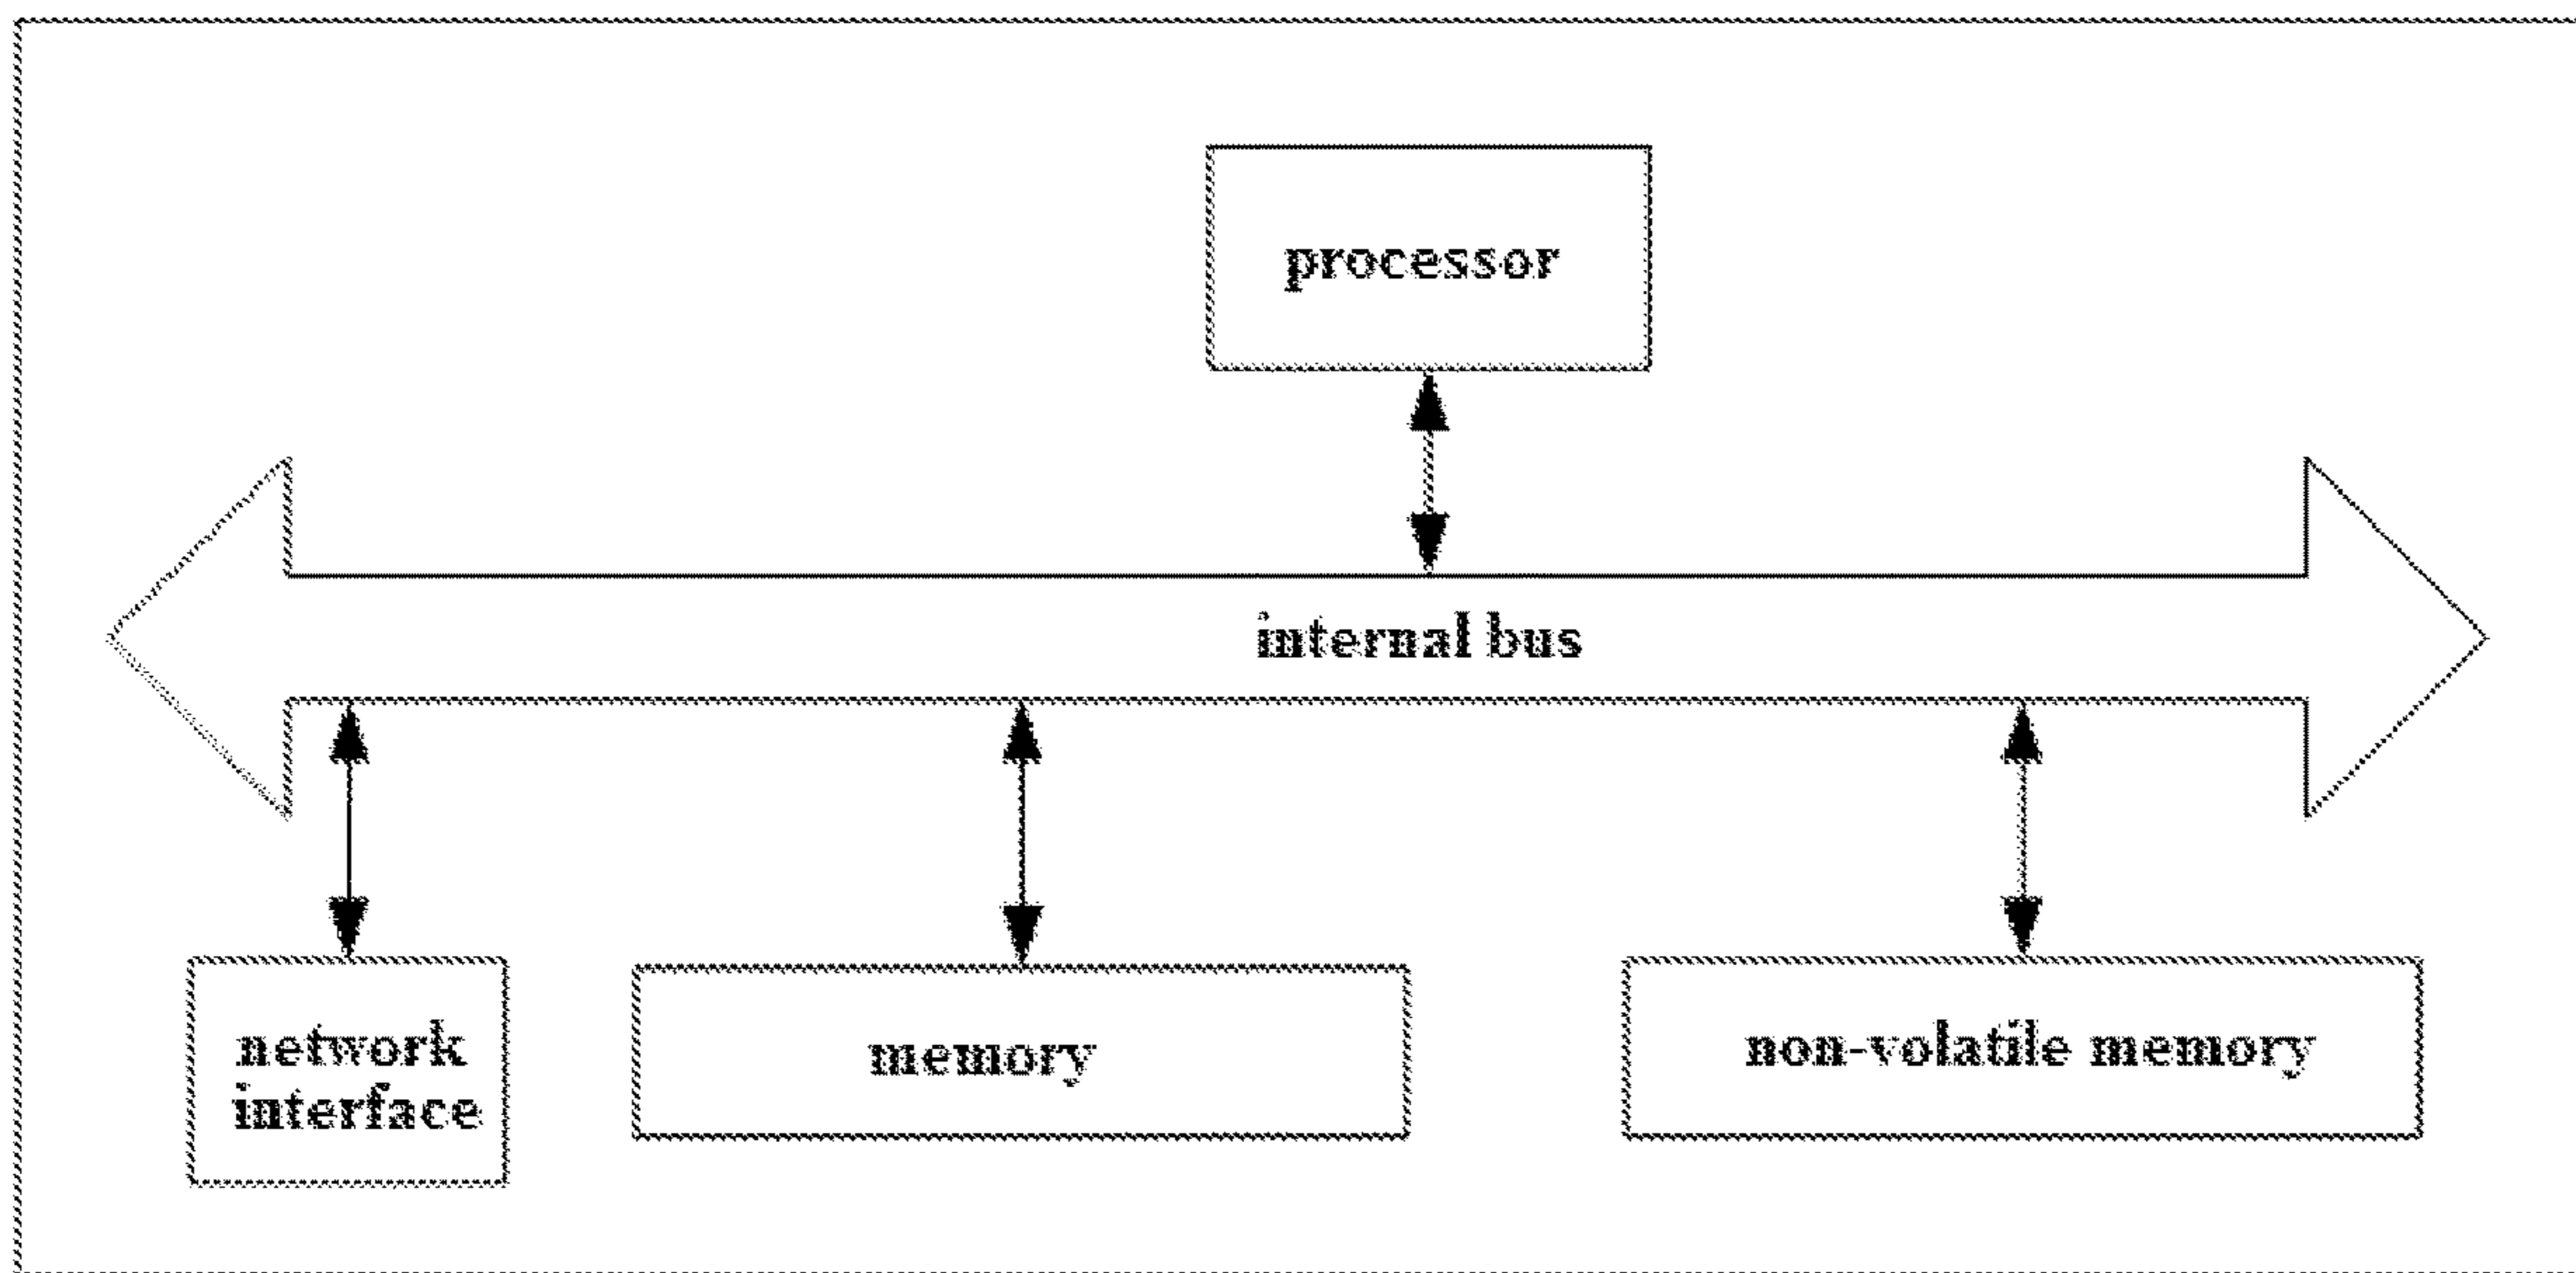 processor
internal bus
network
interface
memory
non-volatile memory